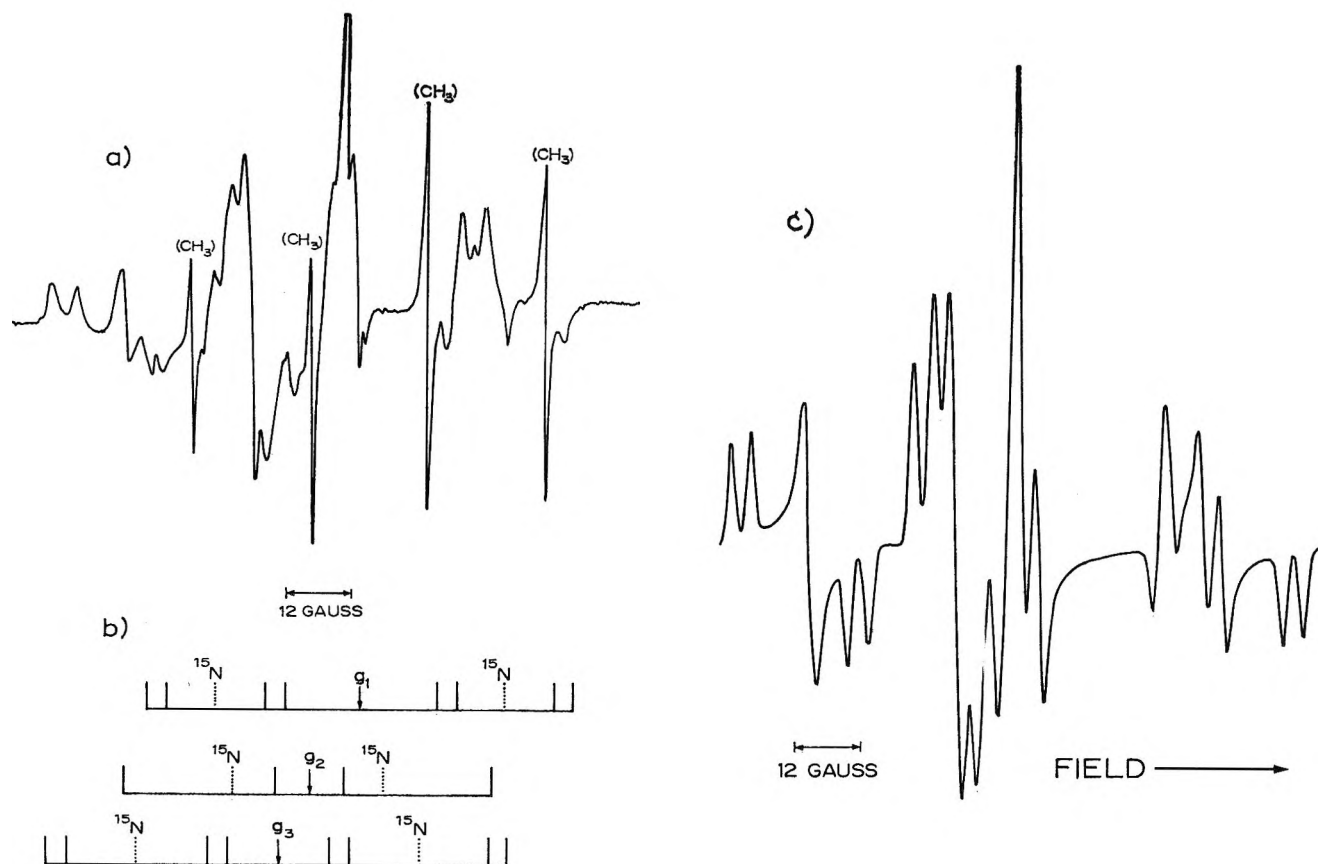 a)
(CH₃)
(CH₃)
(CH₃)
(CH₃)
12 GAUSS
b)
¹⁵N
g₁
¹⁵N
¹⁵N
g₂
¹⁵N
¹⁵N
g₃
¹⁵N
c)
12 GAUSS
FIELD